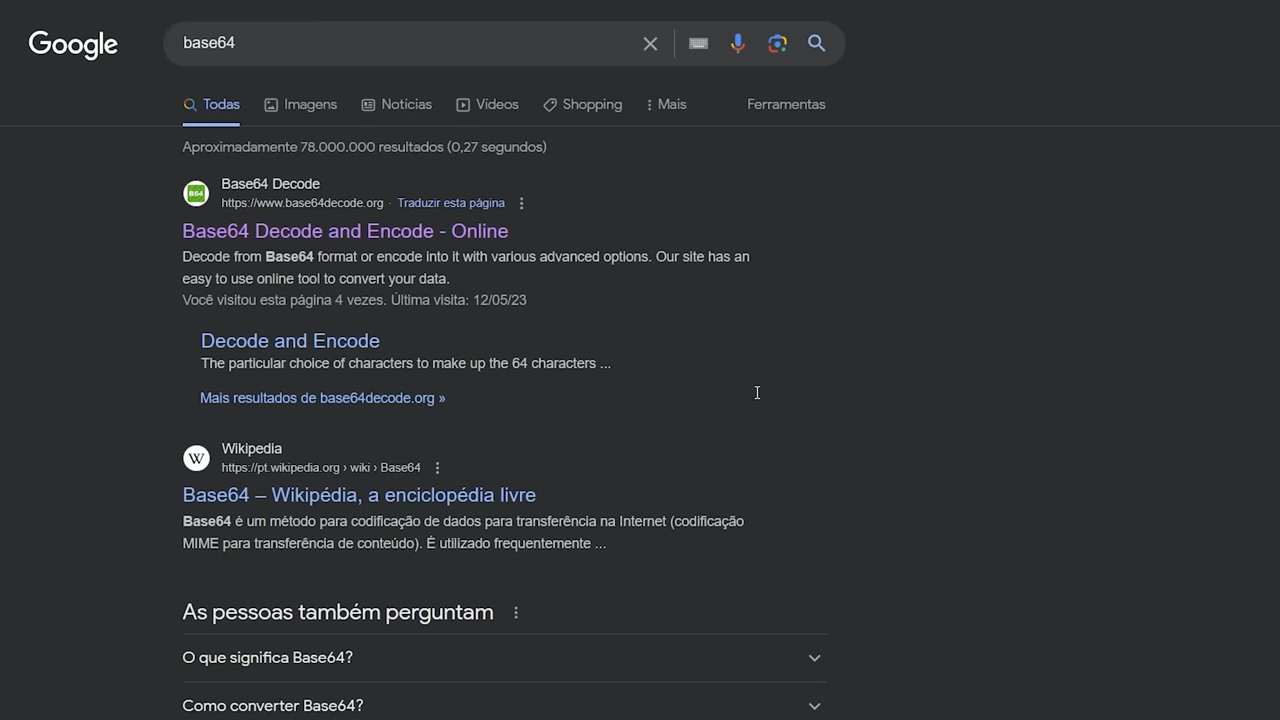 Google
base64
Todas
Imagens
Notícias
Vídeos
Shopping
Mais
Ferramentas
Aproximadamente 78.000.000 resultados (0,27 segundos)
B64
Base64 Decode
https://www.base64decode.org · Traduzir esta página
Base64 Decode and Encode - Online
Decode from Base64 format or encode into it with various advanced options. Our site has an
easy to use online tool to convert your data.
Você visitou esta página 4 vezes. Última visita: 12/05/23
Decode and Encode
The particular choice of characters to make up the 64 characters ...
Mais resultados de base64decode.org »
W
Wikipedia
https://pt.wikipedia.org › wiki › Base64
Base64 – Wikipédia, a enciclopédia livre
Base64 é um método para codificação de dados para transferência na Internet (codificação
MIME para transferência de conteúdo). É utilizado frequentemente ...
As pessoas também perguntam
O que significa Base64?
Como converter Base64?